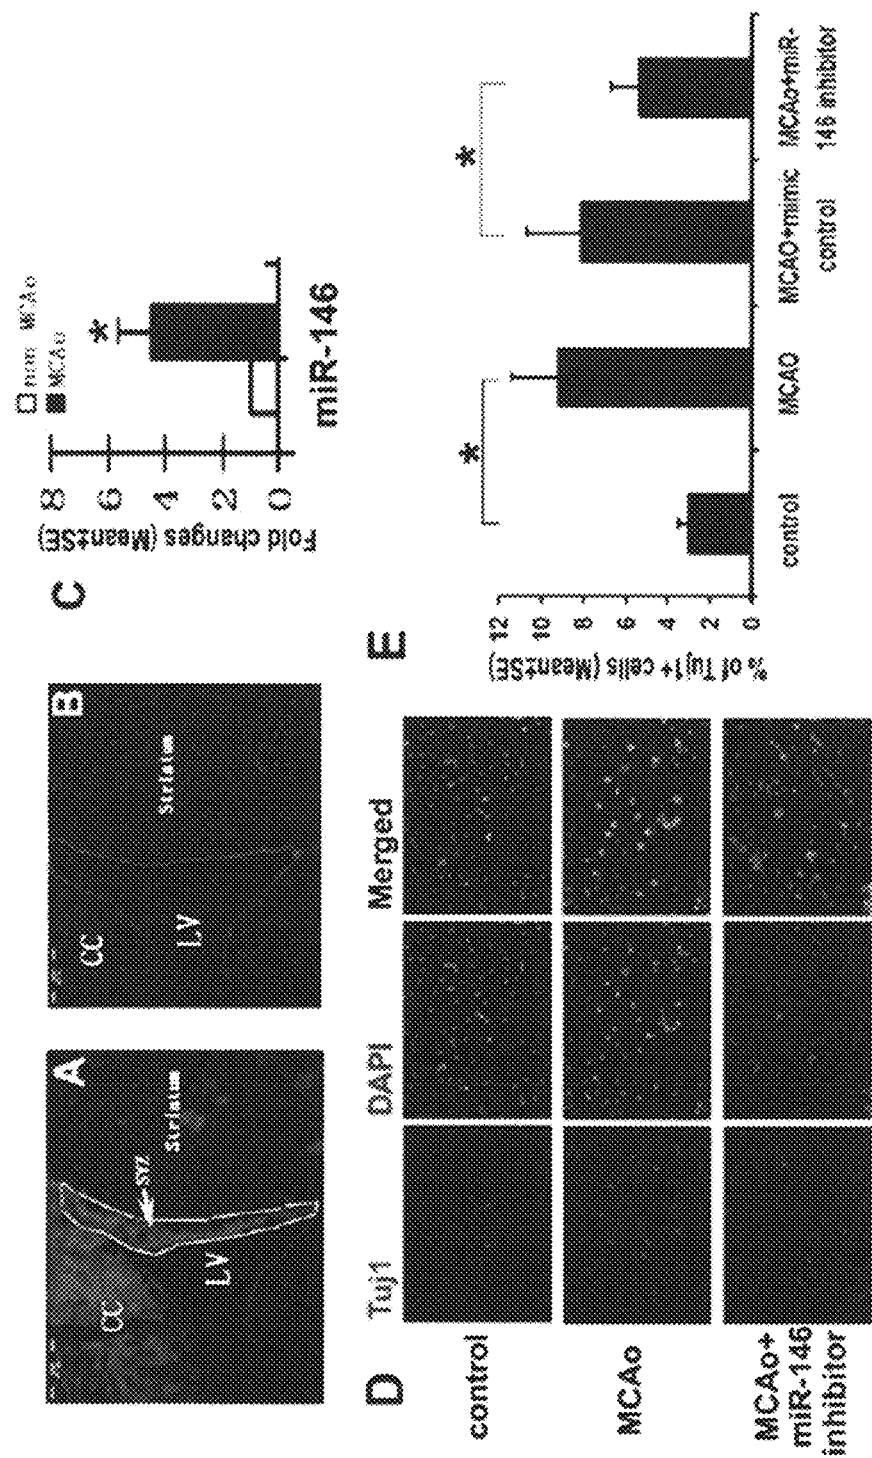 A
CC
SVZ
Striatum
LV
B
CC
Striatum
LV
C
non MCAo
MCAo
Fold changes (Mean±SE)
8
6
4
2
0
*
miR-146
D
Tuj1
DAPI
Merged
control
MCAo
MCAo+
miR-146
inhibitor
E
% of Tuj1+ cells (Mean±SE)
12
10
8
6
4
2
0
*
*
control
MCAO
MCAO+mimic
control
MCAo+miR-
146 inhibitor